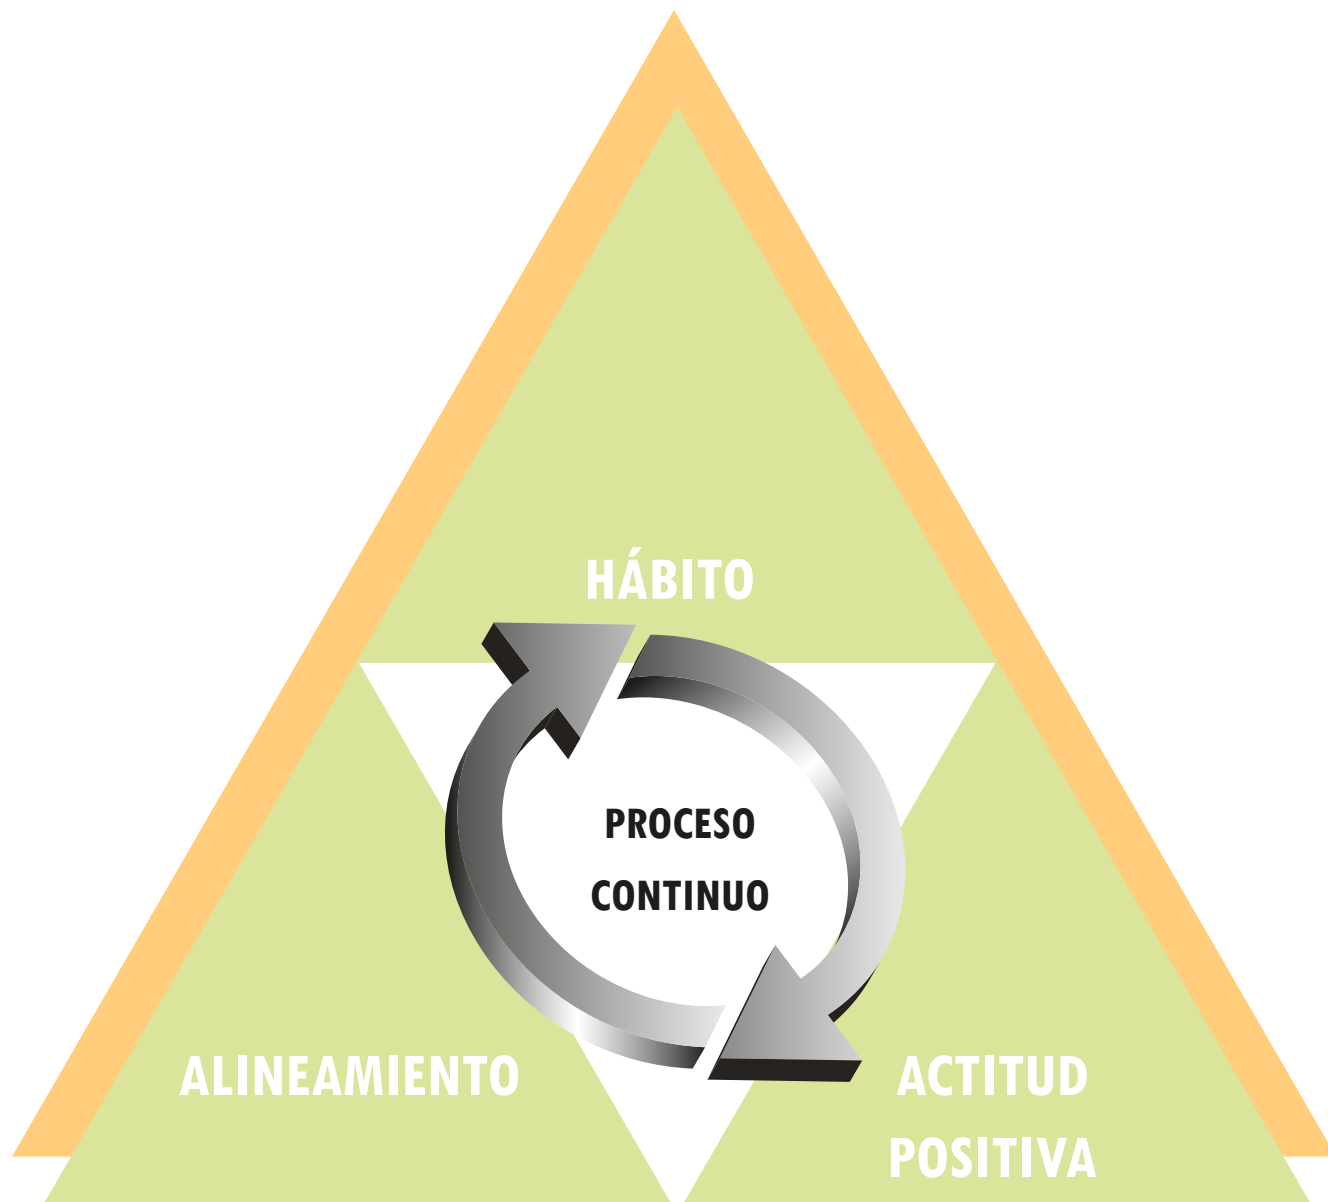 HÁBITO
PROCESO
CONTINUO
ALINEAMIENTO
ACTITUD
POSITIVA